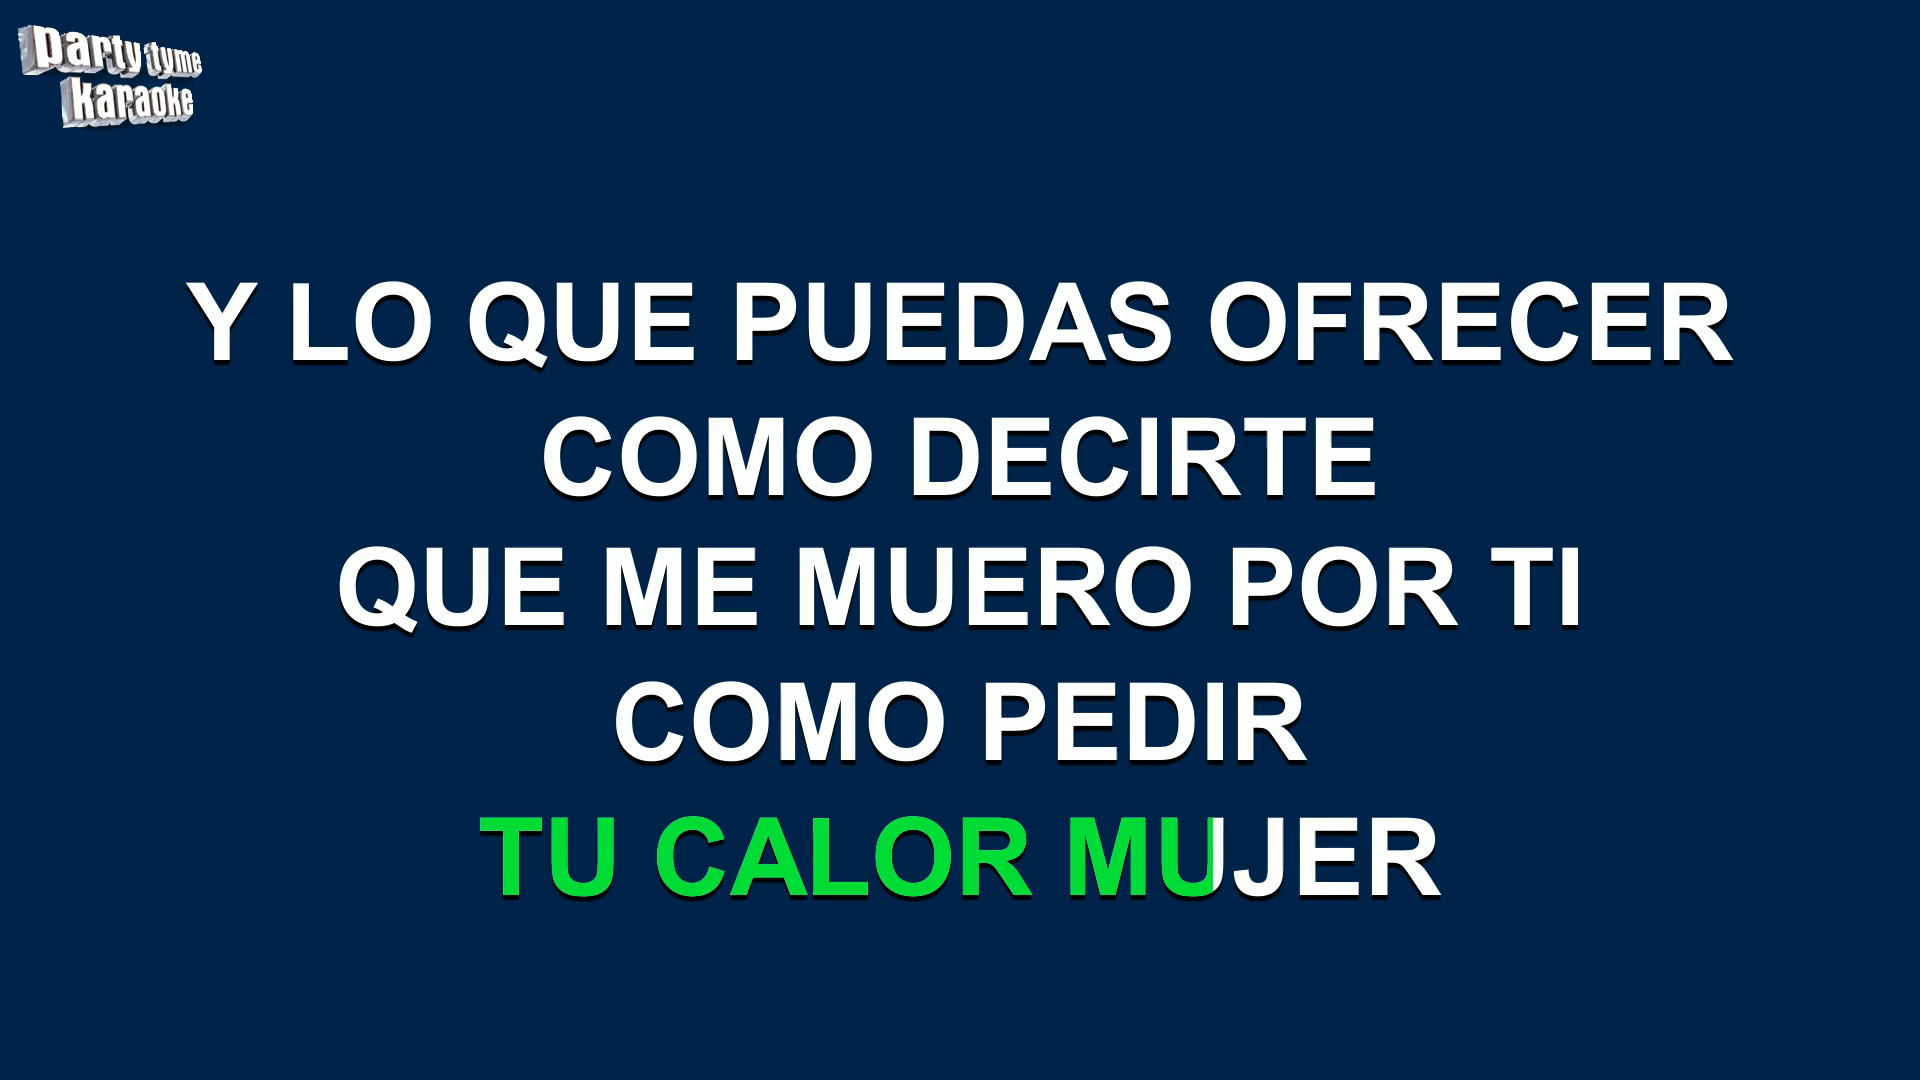 party tyme
karaoke
Y LO QUE PUEDAS OFRECER
COMO DECIRTE
QUE ME MUERO POR TI
COMO PEDIR
TU CALOR MUJER